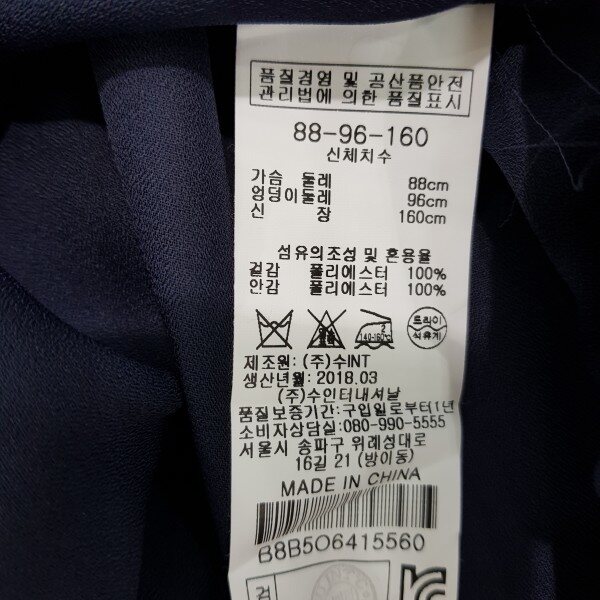 품질경영 및 공산품안전
관리법에 의한 품질표시
88-96-160
신체치수
가슴 둘레 88cm
엉덩이둘레 96cm
신 장 160cm
섬유의조성 및 혼용율
겉감 폴리에스터 100%
안감 폴리에스터 100%
2 140-160℃ 드라이 석유계
제조원: (주)수INT
생산년월: 2018.03
(주)수인터내셔날
품질보증기간: 구입일로부터1년
소비자상담실: 080-990-5555
서울시 송파구 위례성대로
16길 21 (방이동)
MADE IN CHINA
B8B5O6415560
검